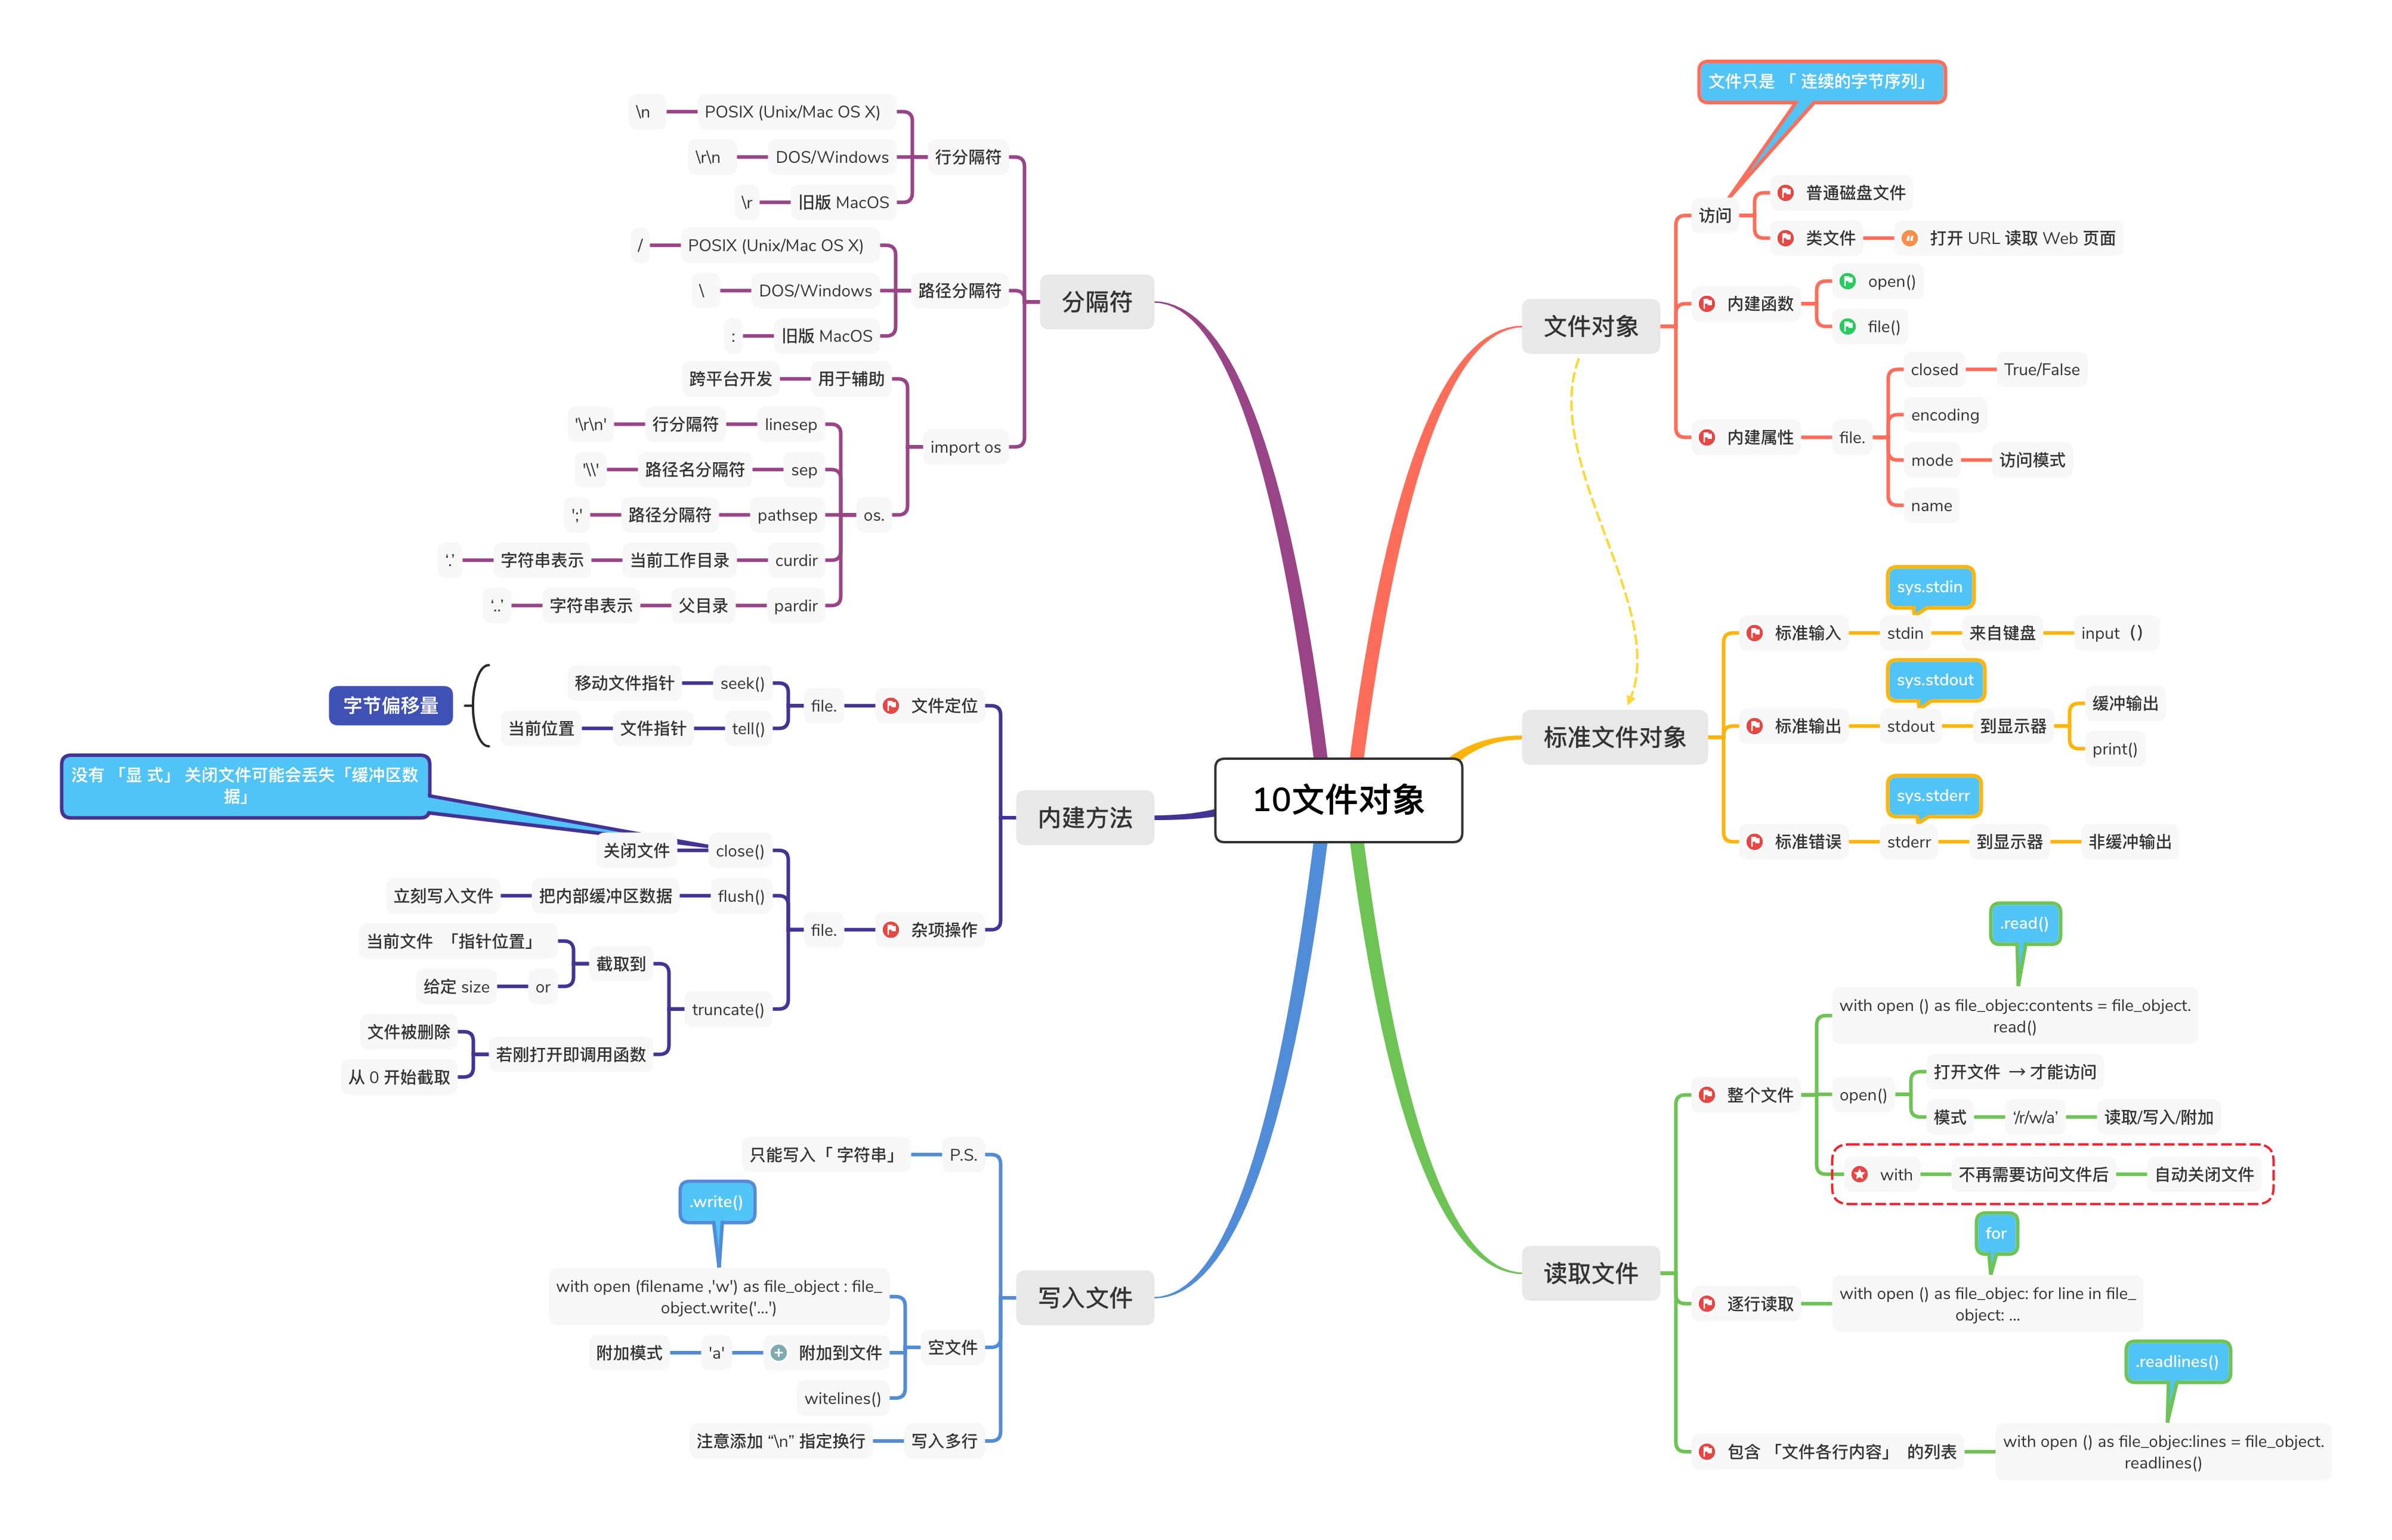 10文件对象
文件对象
文件只是 「 连续的字节序列」
访问
普通磁盘文件
类文件
打开 URL 读取 Web 页面
内建函数
open()
file()
内建属性
file.
closed
True/False
encoding
mode
访问模式
name
标准文件对象
sys.stdin
标准输入
stdin
来自键盘
input（）
sys.stdout
标准输出
stdout
到显示器
缓冲输出
print()
sys.stderr
标准错误
stderr
到显示器
非缓冲输出
读取文件
整个文件
.read()
with open () as file_objec:contents = file_object.
read()
open()
打开文件 → 才能访问
模式
‘/r/w/a’
读取/写入/附加
with
不再需要访问文件后
自动关闭文件
逐行读取
for
with open () as file_objec: for line in file_
object: ...
包含 「文件各行内容」 的列表
.readlines()
with open () as file_objec:lines = file_object.
readlines()
分隔符
行分隔符
POSIX (Unix/Mac OS X)
\n
DOS/Windows
\r\n
旧版 MacOS
\r
路径分隔符
POSIX (Unix/Mac OS X)
/
DOS/Windows
\
旧版 MacOS
:
import os
用于辅助
跨平台开发
os.
linesep
行分隔符
'\r\n'
sep
路径名分隔符
'\\'
pathsep
路径分隔符
';'
curdir
当前工作目录
字符串表示
‘.’
pardir
父目录
字符串表示
‘..’
内建方法
文件定位
file.
seek()
移动文件指针
tell()
文件指针
当前位置
字节偏移量
杂项操作
file.
close()
关闭文件
没有 「显 式」 关闭文件可能会丢失「缓冲区数
据」
flush()
把内部缓冲区数据
立刻写入文件
truncate()
截取到
当前文件 「指针位置」
or
给定 size
若刚打开即调用函数
文件被删除
从 0 开始截取
写入文件
P.S.
只能写入「 字符串」
空文件
.write()
with open (filename ,'w') as file_object : file_
object.write('...')
附加到文件
'a'
附加模式
witelines()
写入多行
注意添加 “\n” 指定换行